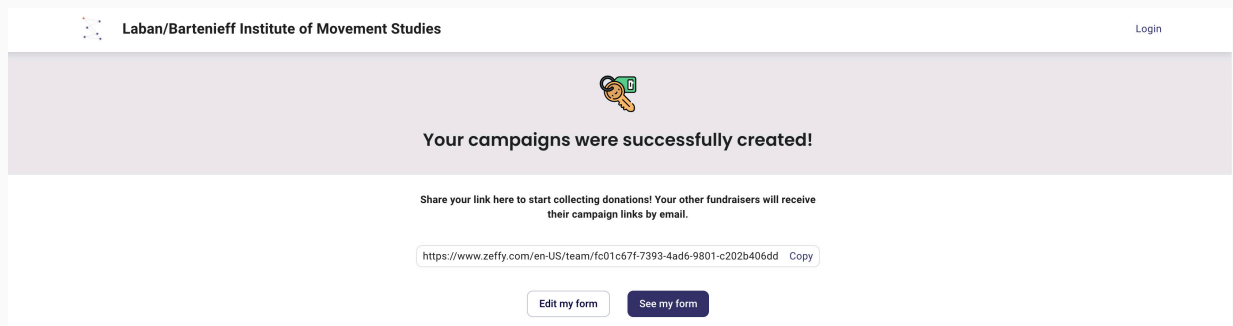 Laban/Bartenieff Institute of Movement Studies
Login
Your campaigns were successfully created!
Share your link here to start collecting donations! Your other fundraisers will receive
their campaign links by email.
https://www.zeffy.com/en-US/team/fc01c67f-7393-4ad6-9801-c202b406dd
Copy
Edit my form
See my form